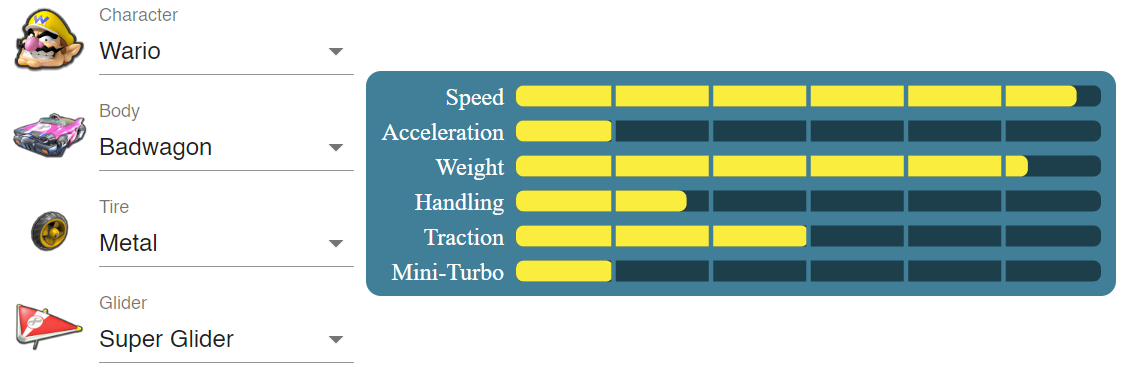 Character
Wario
Body
Badwagon
Tire
Metal
Glider
Super Glider
Speed
Acceleration
Weight
Handling
Traction
Mini-Turbo